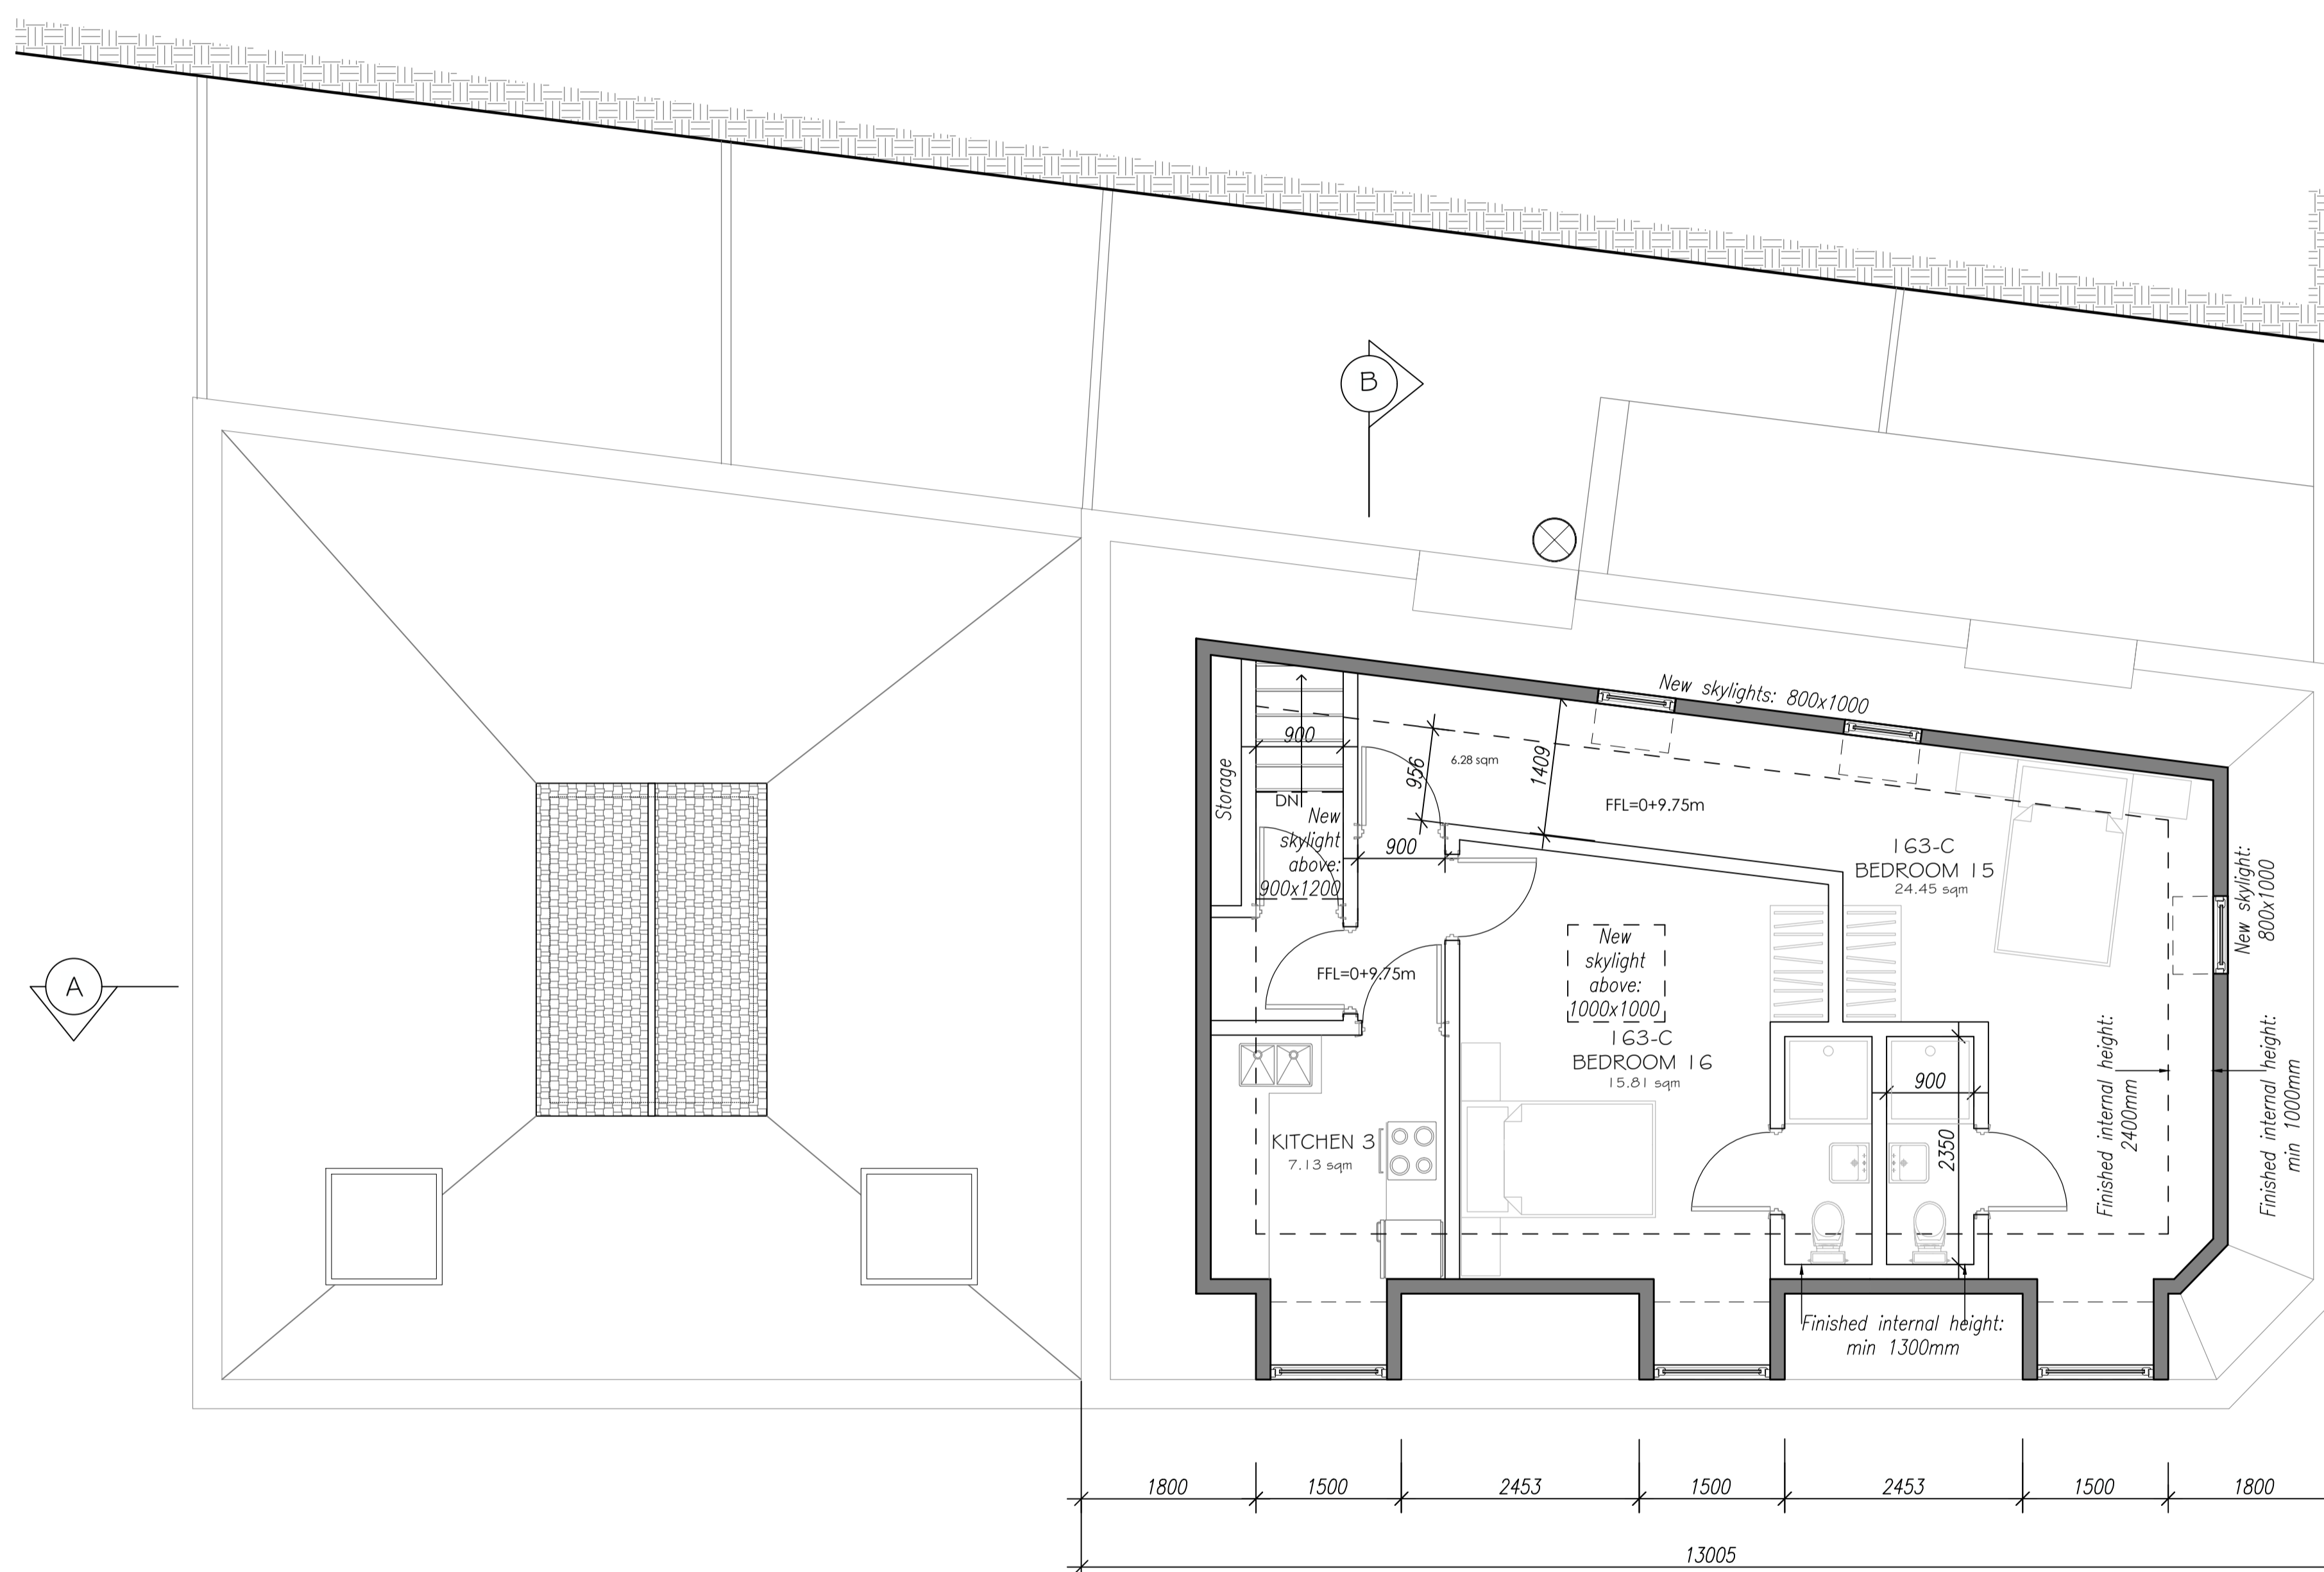 B
A
New skylights: 800x1000
900
Storage
956
6.28 sqm
1409
FFL=0+9.75m
DN
New
skylight
above:
900x1200
900
163-C
BEDROOM 15
24.45 sqm
New skylight:
800x1000
New
skylight
above:
1000x1000
FFL=0+9.75m
163-C
BEDROOM 16
15.81 sqm
KITCHEN 3
7.13 sqm
900
2350
Finished internal height:
2400mm
Finished internal height:
min 1000mm
Finished internal height:
min 1300mm
1800
1500
2453
1500
2453
1500
1800
13005